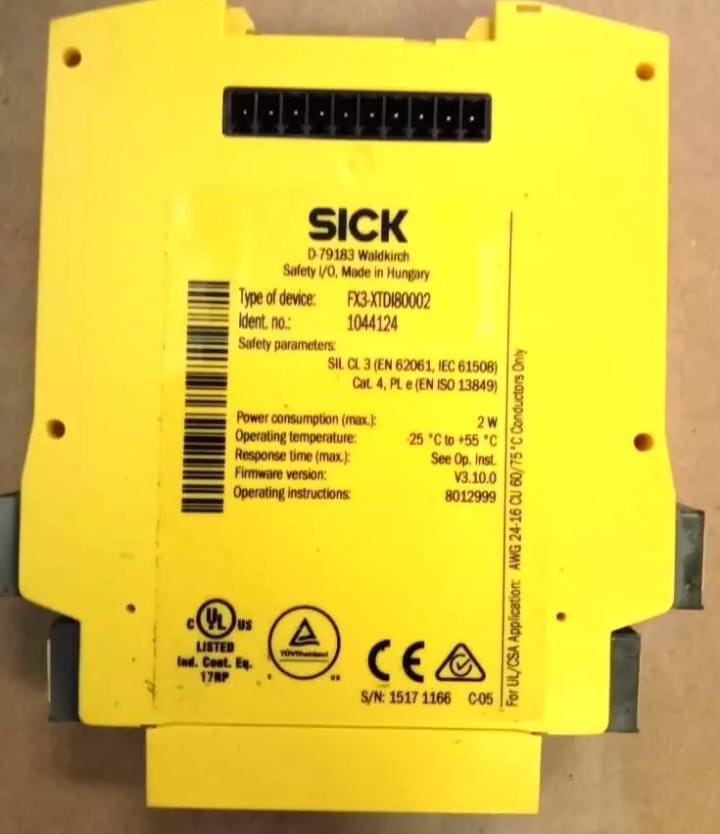 SICK
D-79183 Waldkirch
Safety I/O, Made in Hungary
Type of device: FX3-XTDI80002
Ident. no.: 1044124
Safety parameters:
SIL CL 3 (EN 62061, IEC 61508)
Cat. 4, PL e (EN ISO 13849)
Power consumption (max.): 2 W
Operating temperature: -25 °C to +55 °C
Response time (max.): See Op. Inst.
Firmware version: V3.10.0
Operating instructions: 8012999
For UL/CSA Application: AWG 24-16 CU 60/75 °C Conductors Only
C UL US
LISTED
Ind. Cont. Eq.
17RP
TÜVRheinland
C US
CE
S/N: 1517 1166 C-05